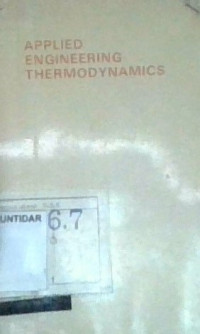 APPLIED
ENGINEERING
THERMODYNAMICS
UNTIDAR
6.7